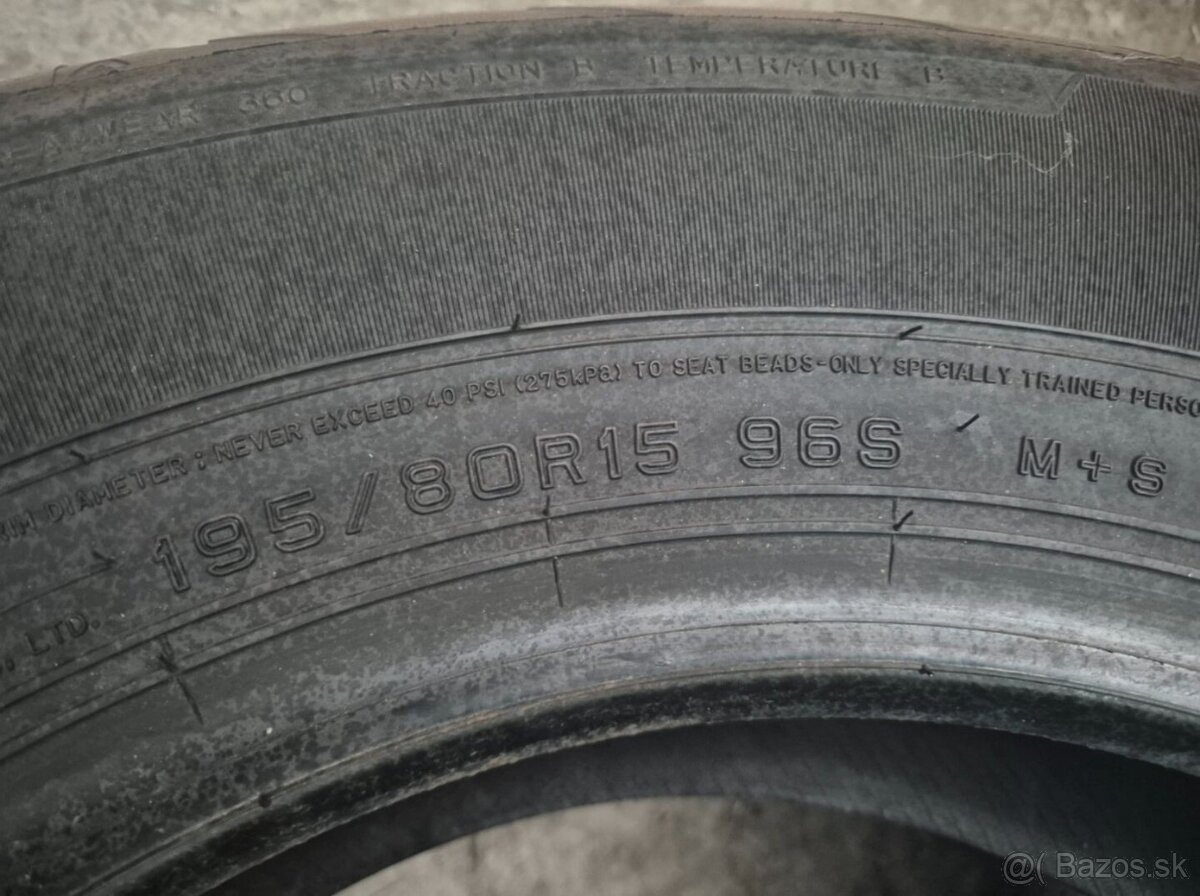 TREADWEAR 360 TRACTION B TEMPERATURE B
RIM DIAMETER; NEVER EXCEED 40 PSI (275kPa) TO SEAT BEADS-ONLY SPECIALLY TRAINED PERSO
195/80R15 96S M+S
., LTD.
@( Bazos.sk